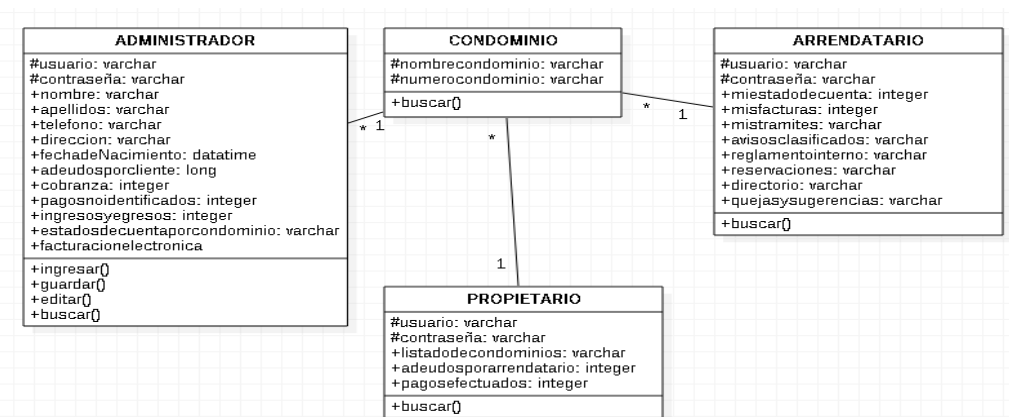 ADMINISTRADOR
#usuario: varchar
#contraseña: varchar
+nombre: varchar
+apellidos: varchar
+telefono: varchar
+direccion: varchar
+fechadeNacimiento: datatime
+adeudosporcliente: long
+cobranza: integer
+pagosnoidentificados: integer
+ingresosyegresos: integer
+estadosdecuentaporcondominio: varchar
+facturacionelectronica
+ingresar()
+guardar()
+editar()
+buscar()
* 1
CONDOMINIO
#nombrecondominio: varchar
#numerocondominio: varchar
+buscar()
* 1
*
1
ARRENDATARIO
#usuario: varchar
#contraseña: varchar
+miestadodecuenta: integer
+misfacturas: integer
+mistramites: varchar
+avisosclasificados: varchar
+reglamentointerno: varchar
+reservaciones: varchar
+directorio: varchar
+quejasysugerencias: varchar
+buscar()
PROPIETARIO
#usuario: varchar
#contraseña: varchar
+listadodecondominios: varchar
+adeudosporarrendatario: integer
+pagosefectuados: integer
+buscar()